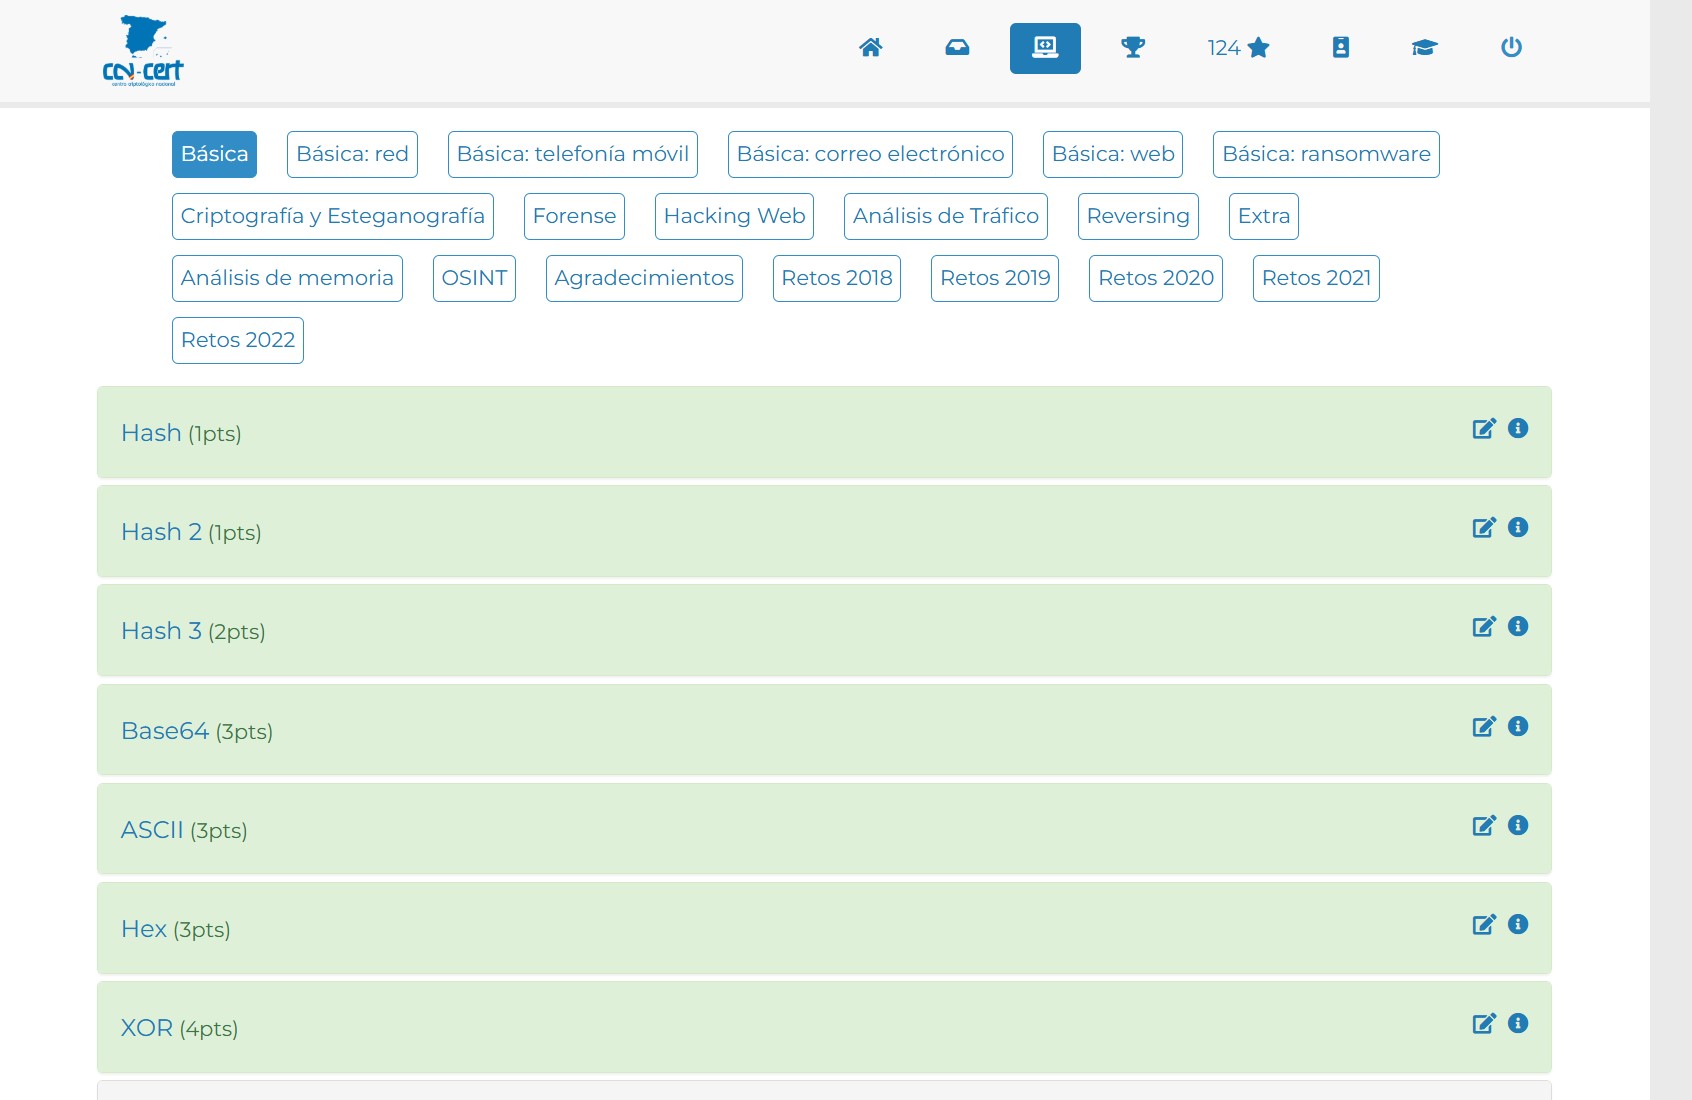 ccn-cert
centro criptológico nacional
124
Básica
Básica: red
Básica: telefonía móvil
Básica: correo electrónico
Básica: web
Básica: ransomware
Criptografía y Esteganografía
Forense
Hacking Web
Análisis de Tráfico
Reversing
Extra
Análisis de memoria
OSINT
Agradecimientos
Retos 2018
Retos 2019
Retos 2020
Retos 2021
Retos 2022
Hash (1pts)
Hash 2 (1pts)
Hash 3 (2pts)
Base64 (3pts)
ASCII (3pts)
Hex (3pts)
XOR (4pts)